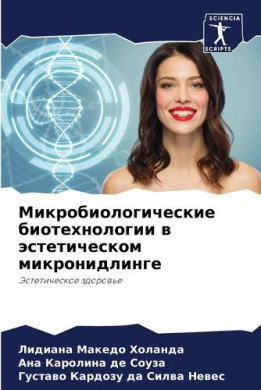 SCIENCIA
SCRIPTS
Микробиологические
биотехнологии в
эстетическом
микронидлинге
Эстетическое здоровье
Лидиана Македо Холанда
Ана Каролина де Соуза
Густаво Кардозу да Силва Невес